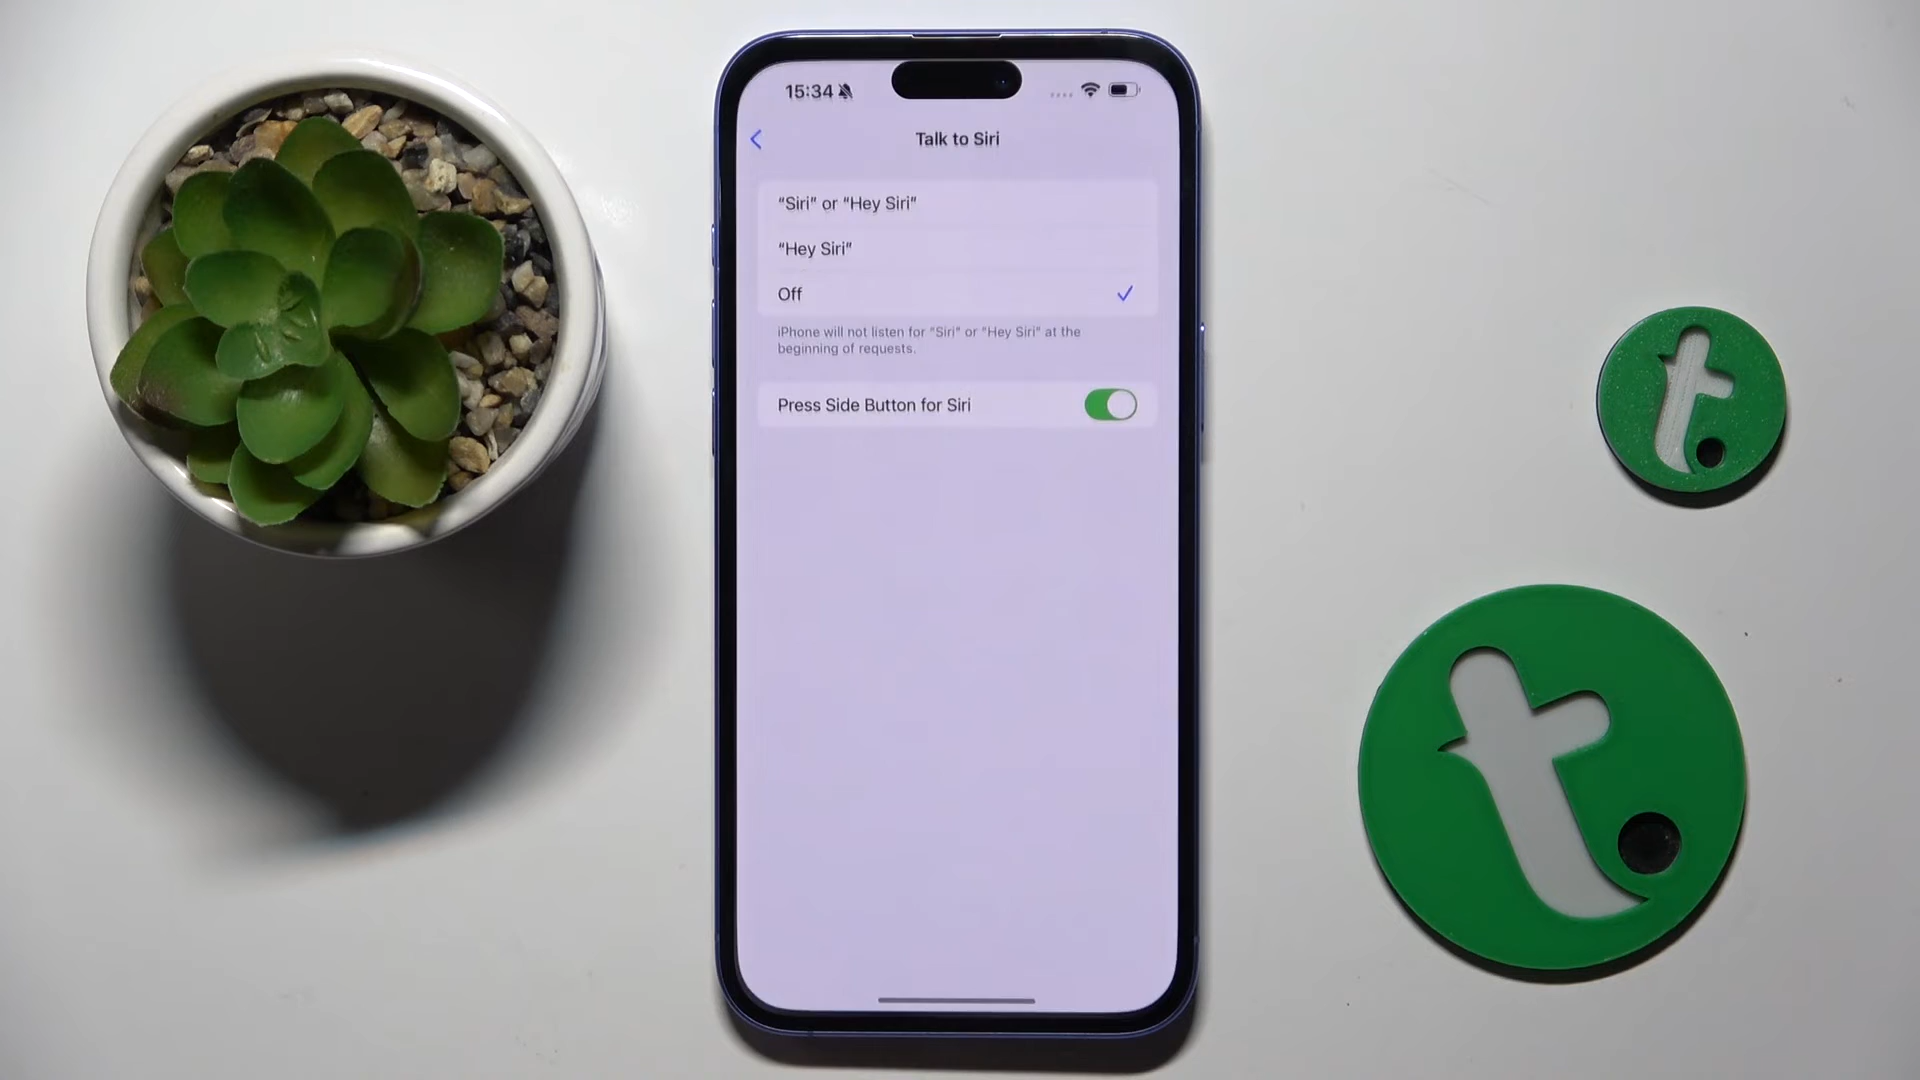 15:34
Talk to Siri
“Siri” or “Hey Siri”
“Hey Siri”
Off
iPhone will not listen for “Siri” or “Hey Siri” at the
beginning of requests.
Press Side Button for Siri
t.
t.